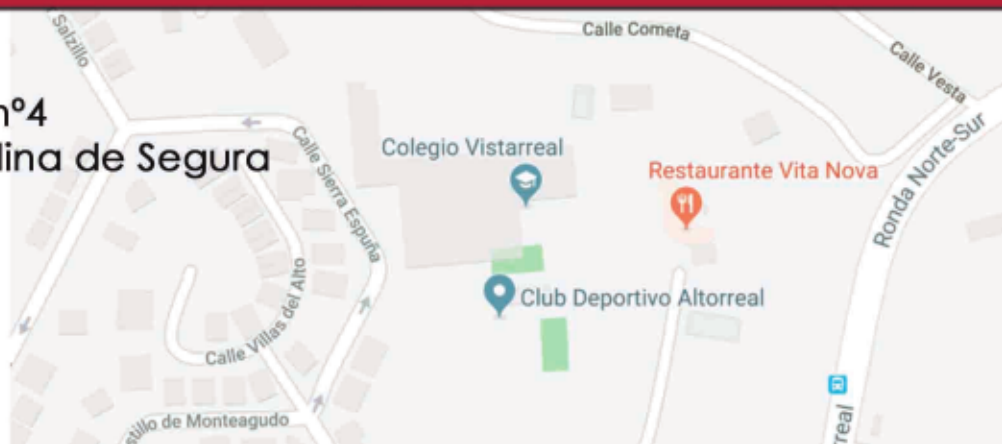 Salzillo
Calle Cometa
Calle Vesta
nº4
lina de Segura
Calle Sierra Espuña
Colegio Vistarreal
Restaurante Vita Nova
Ronda Norte-Sur
Club Deportivo Altorreal
Calle Villas del Alto
stillo de Monteagudo
real